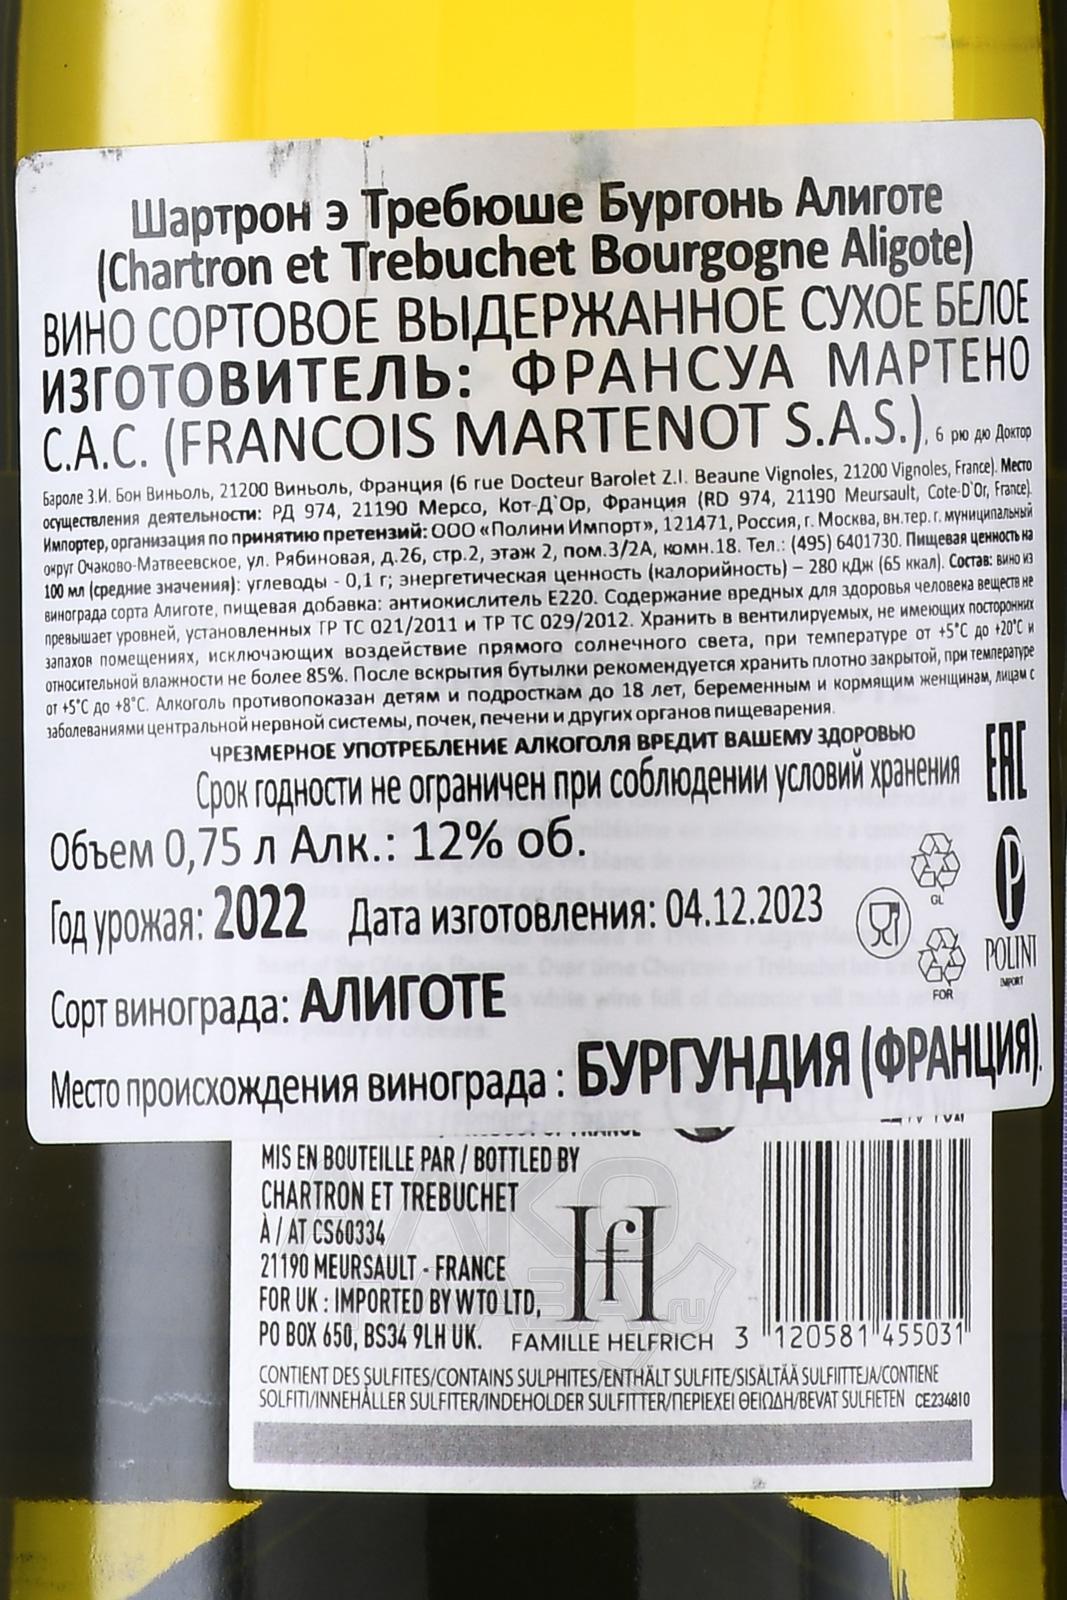 Шартрон э Требюше Бургонь Алиготе
(Chartron et Trebuchet Bourgogne Aligote)
ВИНО СОРТОВОЕ ВЫДЕРЖАННОЕ СУХОЕ БЕЛОЕ
ИЗГОТОВИТЕЛЬ: ФРАНСУА МАРТЕНО
С.А.С. (FRANCOIS MARTENOT S.A.S.), 6 рю дю Доктор
Бароле З.И. Бон Виньоль, 21200 Виньоль, Франция (6 rue Docteur Barolet Z.I. Beaune Vignoles, 21200 Vignoles, France). Место
осуществления деятельности: РД 974, 21190 Мерсо, Кот-Д`Ор, Франция (RD 974, 21190 Meursault, Cote-D`Or, France).
Импортер, организация по принятию претензий: ООО «Полини Импорт», 121471, Россия, г. Москва, вн.тер. г. муниципальный
округ Очаково-Матвеевское, ул. Рябиновая, д.26, стр.2, этаж 2, пом.3/2А, комн.18. Тел.: (495) 6401730. Пищевая ценность на
100 мл (средние значения): углеводы - 0,1 г; энергетическая ценность (калорийность) – 280 кДж (65 ккал). Состав: вино из
винограда сорта Алиготе, пищевая добавка: антиокислитель Е220. Содержание вредных для здоровья человека веществ не
превышает уровней, установленных ТР ТС 021/2011 и ТР ТС 029/2012. Хранить в вентилируемых, не имеющих посторонних
запахов помещениях, исключающих воздействие прямого солнечного света, при температуре от +5°С до +20°С и
относительной влажности не более 85%. После вскрытия бутылки рекомендуется хранить плотно закрытой, при температуре
от +5°С до +8°С. Алкоголь противопоказан детям и подросткам до 18 лет, беременным и кормящим женщинам, лицам с
заболеваниями центральной нервной системы, почек, печени и других органов пищеварения.
ЧРЕЗМЕРНОЕ УПОТРЕБЛЕНИЕ АЛКОГОЛЯ ВРЕДИТ ВАШЕМУ ЗДОРОВЬЮ
Срок годности не ограничен при соблюдении условий хранения
EAC
Объем 0,75 л Алк.. 12% об.
GL
P
Год урожая: 2022 Дата изготовления: 04.12.2023
FOR
POLINI
IMPORT
Сорт винограда: АЛИГОТЕ
Место происхождения винограда : БУРГУНДИЯ (ФРАНЦИЯ).
MIS EN BOUTEILLE PAR / BOTTLED BY
CHARTRON ET TREBUCHET
À / AT CS60334
21190 MEURSAULT - FRANCE
FOR UK : IMPORTED BY WTO LTD,
PO BOX 650, BS34 9LH UK.
HfH
FAMILLE HELFRICH
3 120581 455031
CONTIENT DES SULFITES/CONTAINS SULPHITES/ENTHÄLT SULFITE/SISÄLTÄÄ SULFIITTEJA/CONTIENE
SOLFITI/INNEHÅLLER SULFITER/INDEHOLDER SULFITTER/ΠΕΡΙΕΧΕΙ ΘΕΙΩΔΗ/BEVAT SULFIETEN CE234810
АЛКО
ПЛАЗА.ru